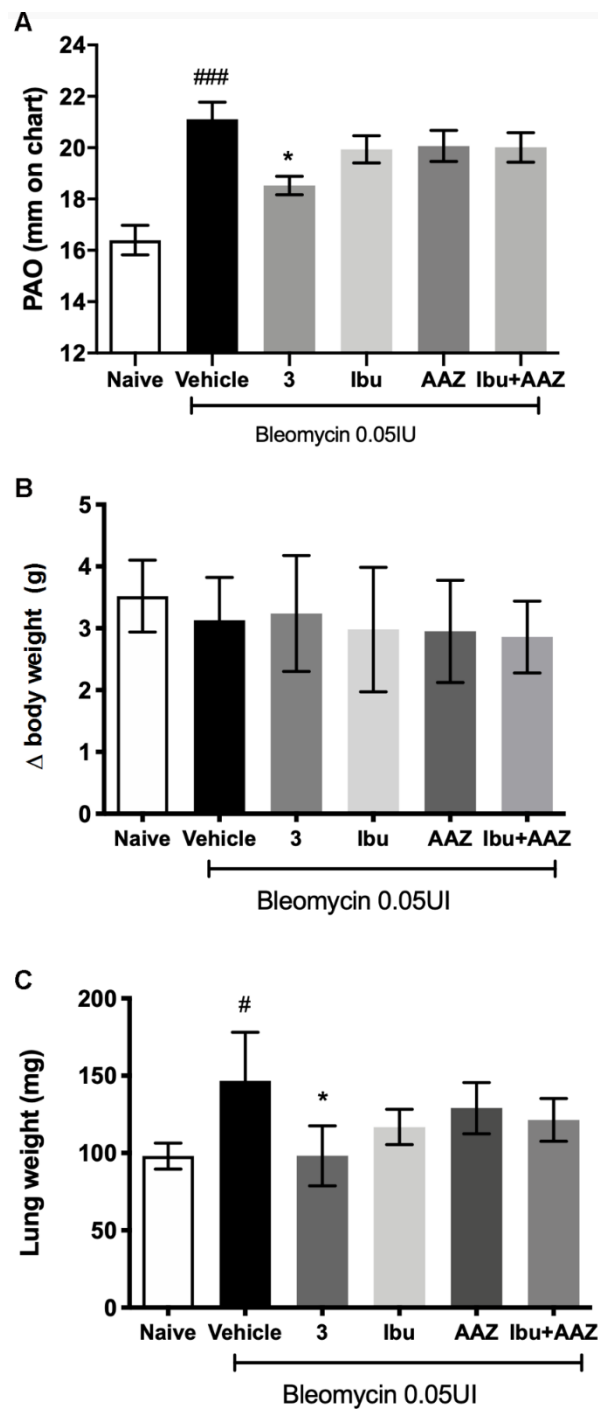 A
PAO (mm on chart)
24
22
20
18
16
14
12
###
*
Naive Vehicle 3 Ibu AAZ Ibu+AAZ
Bleomycin 0.05IU
B
Δ body weight (g)
5
4
3
2
1
0
Naive Vehicle 3 Ibu AAZ Ibu+AAZ
Bleomycin 0.05UI
C
Lung weight (mg)
200
150
100
50
0
#
*
Naive Vehicle 3 Ibu AAZ Ibu+AAZ
Bleomycin 0.05UI